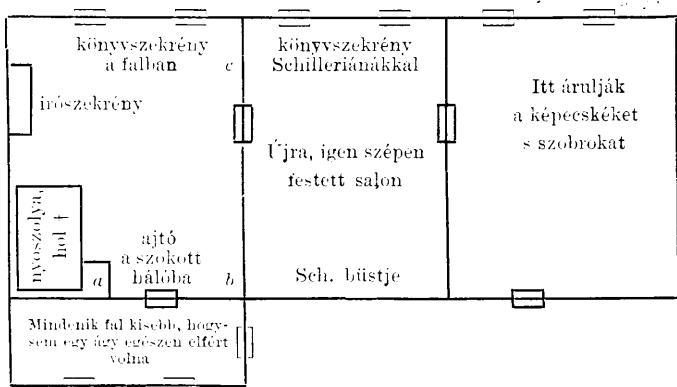 könyvszekrény
a falban
c
irószekrény
nyoszolya,
hol †
a
ajtó
a szokott
hálóba
b
Mindenik fal kisebb, hogy-
sem egy ágy egészen elfért
volna
könyvszekrény
Schilleriánákkal
Újra, igen szépen
festett salon
Sch. büstje
Itt árulják
a képecskéket
s szobrokat